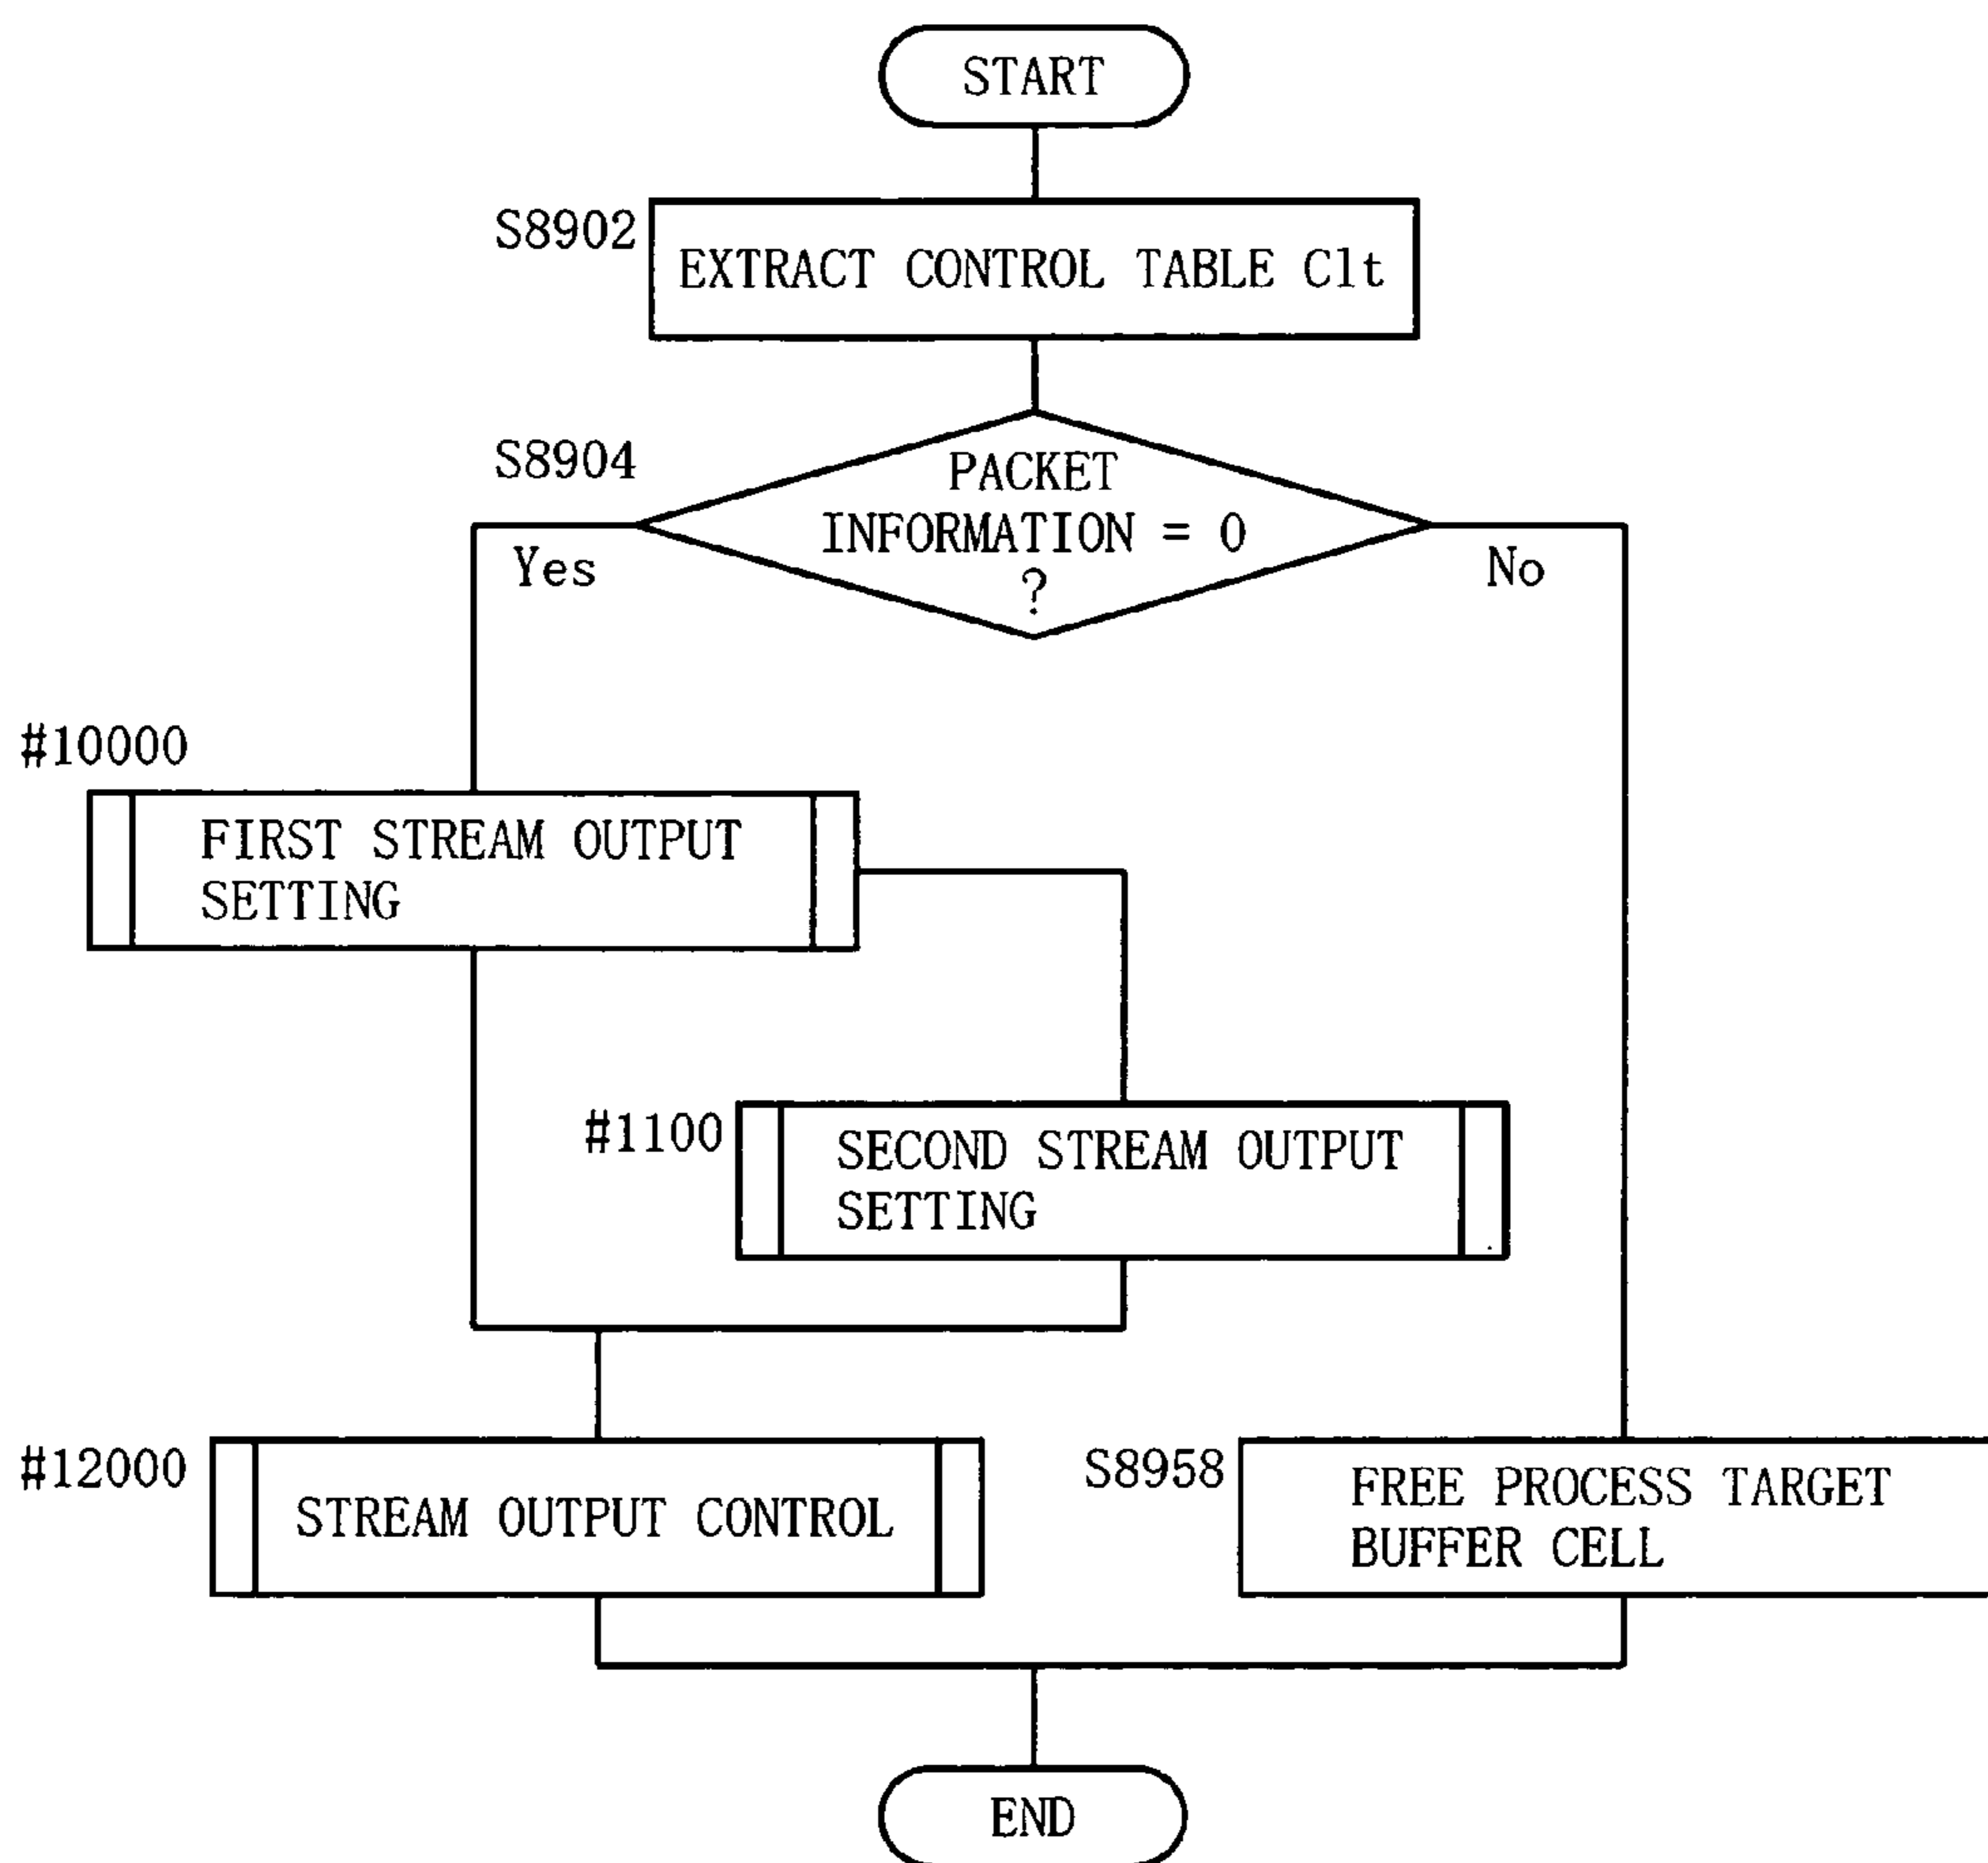 START
S8902
EXTRACT CONTROL TABLE Clt
S8904
PACKET
INFORMATION = 0
?
Yes
No
#10000
FIRST STREAM OUTPUT
SETTING
#1100
SECOND STREAM OUTPUT
SETTING
#12000
STREAM OUTPUT CONTROL
S8958
FREE PROCESS TARGET
BUFFER CELL
END